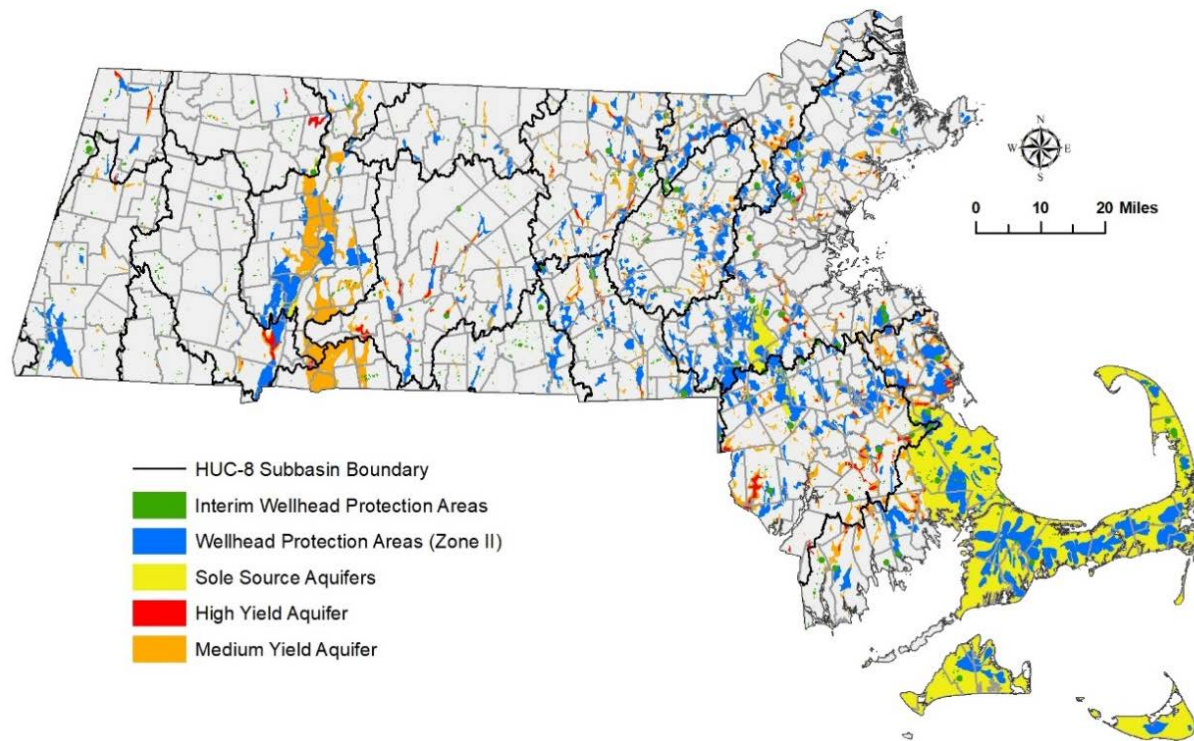 N
W E
S
0 10 20 Miles
HUC-8 Subbasin Boundary
Interim Wellhead Protection Areas
Wellhead Protection Areas (Zone II)
Sole Source Aquifers
High Yield Aquifer
Medium Yield Aquifer